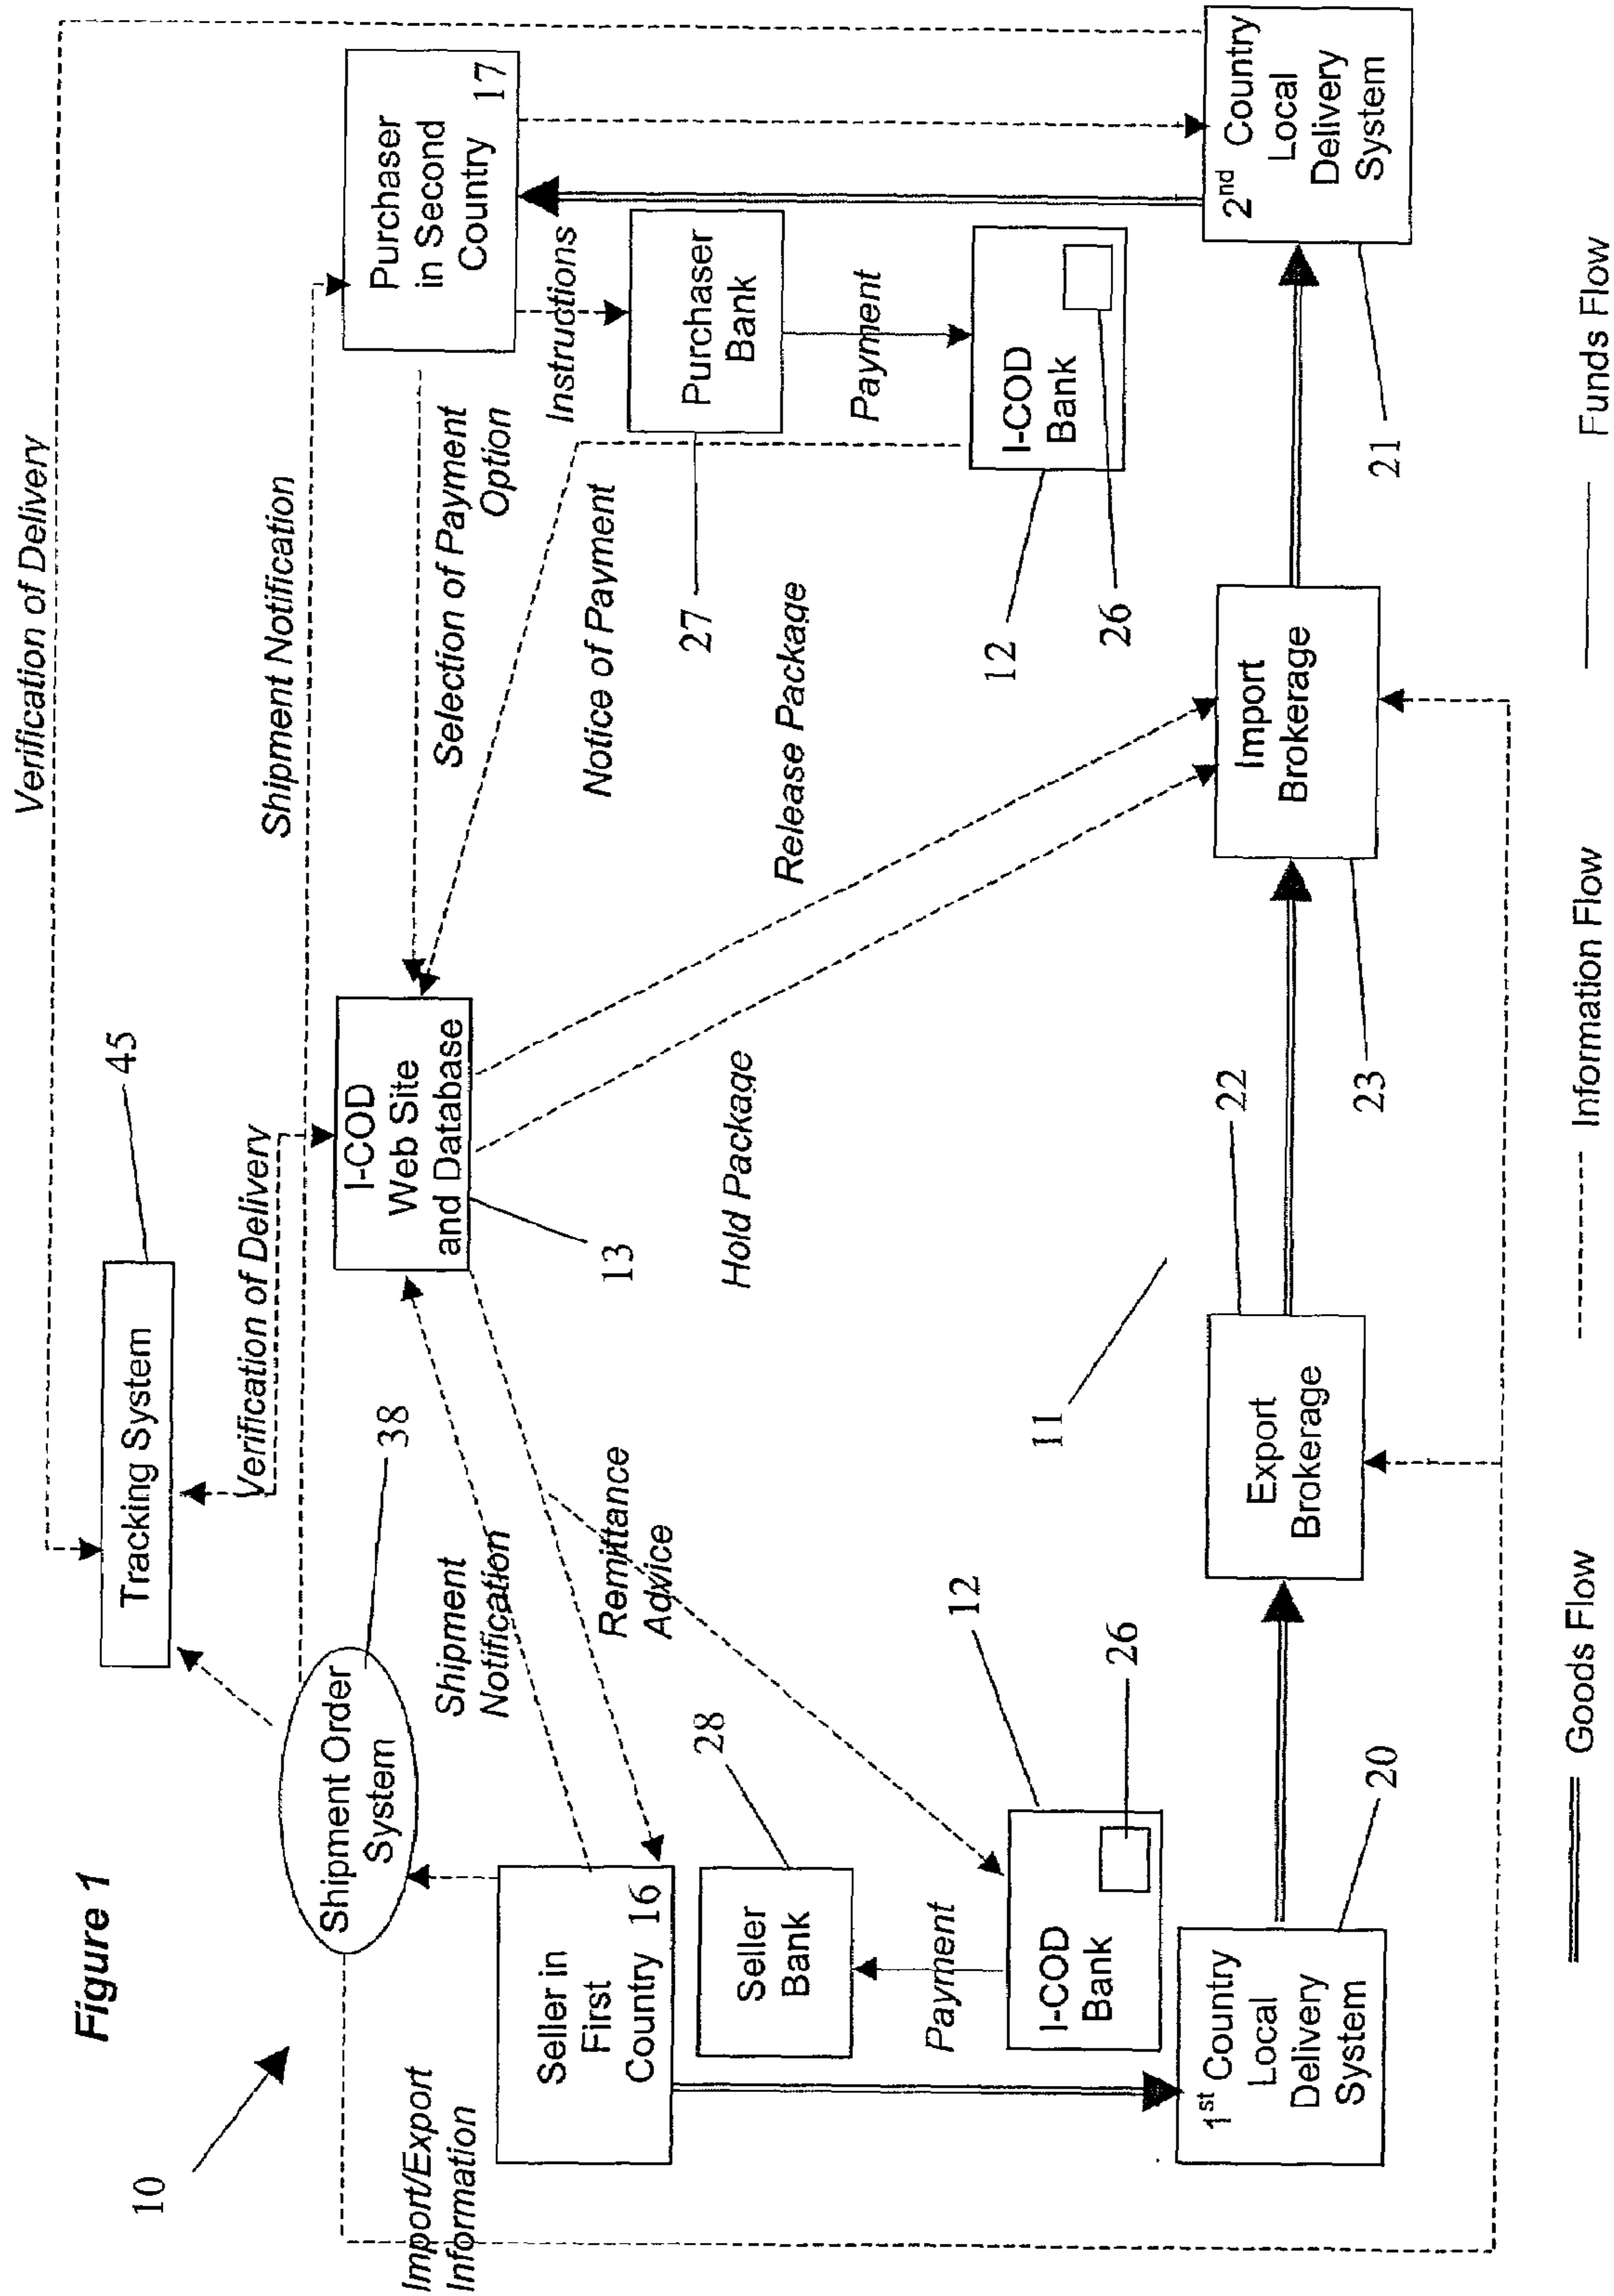 Figure 1
10
Verification of Delivery
Tracking System
45
Verification of Delivery
Shipment Notification
Shipment Order
System
38
Import/Export
Information
Seller in
First
Country 16
Shipment
Notification
I-COD
Web Site
and Database
13
Selection of Payment
Option
Purchaser
in Second
Country
17
Instructions
Notice of Payment
Purchaser
Bank
27
Remittance
Advice
Seller
Bank
28
Hold Package
Release Package
Payment
Payment
I-COD
Bank
12
26
I-COD
Bank
12
26
11
1st Country
Local
Delivery
System
20
Export
Brokerage
22
Import
Brokerage
23
2nd Country
Local
Delivery
System
21
Goods Flow
Information Flow
Funds Flow